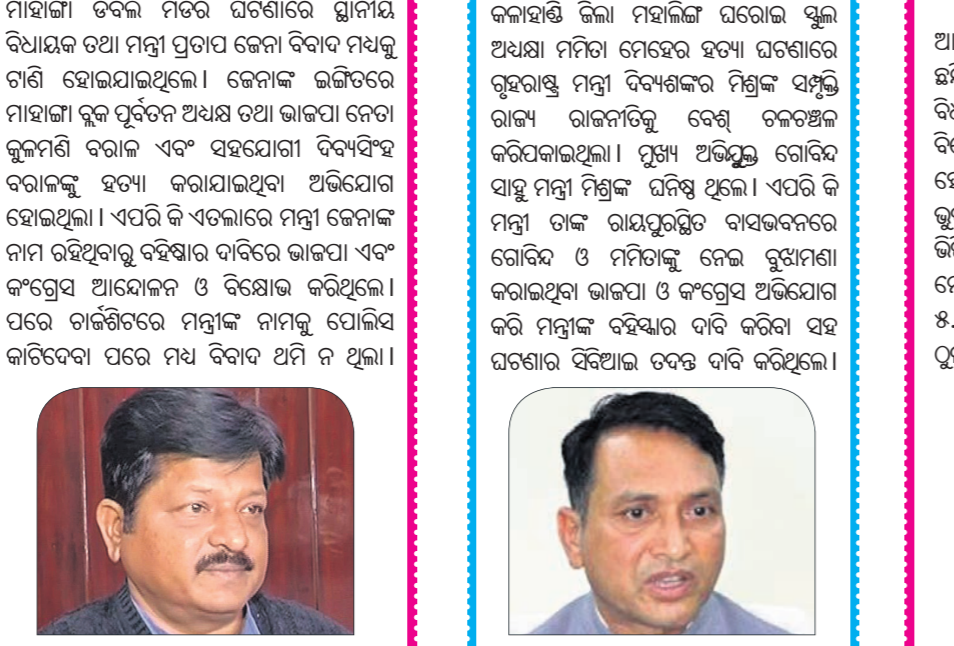 ମାହାଙ୍ଗା ଡବଲ ମର୍ଡର ଘଟଣାରେ ସ୍ଥାନୀୟ
ବିଧାୟକ ତଥା ମନ୍ତ୍ରୀ ପ୍ରତାପ ଜେନା ବିବାଦ ମଧ୍ୟକୁ
ଟାଣି ହୋଇଯାଇଥିଲେ। ଜେନାଙ୍କ ଇଙ୍ଗିତରେ
ମାହାଙ୍ଗା ବ୍ଲକ ପୂର୍ବତନ ଅଧ୍ୟକ୍ଷ ତଥା ଭାଜପା ନେତା
କୁଳମଣି ବରାଳ ଏବଂ ସହଯୋଗୀ ଦିବ୍ୟସିଂହ
ବରାଳଙ୍କୁ ହତ୍ୟା କରାଯାଇଥିବା ଅଭିଯୋଗ
ହୋଇଥିଲା। ଏପରି କି ଏତଲାରେ ମନ୍ତ୍ରୀ ଜେନାଙ୍କ
ନାମ ରହିଥିବାରୁ ବହିଷ୍କାର ଦାବିରେ ଭାଜପା ଏବଂ
କଂଗ୍ରେସ ଆନ୍ଦୋଳନ ଓ ବିକ୍ଷୋଭ କରିଥିଲେ।
ପରେ ଚାର୍ଜଶିଟରେ ମନ୍ତ୍ରୀଙ୍କ ନାମକୁ ପୋଲିସ
କାଟିଦେବା ପରେ ମଧ୍ୟ ବିବାଦ ଥମି ନ ଥିଲା।
କଳାହାଣ୍ଡି ଜିଲା ମହାଲିଙ୍ଗ ଘରୋଇ ସ୍କୁଲ
ଅଧ୍ୟକ୍ଷା ମମିତା ମେହେର ହତ୍ୟା ଘଟଣାରେ
ଗୃହରାଷ୍ଟ୍ର ମନ୍ତ୍ରୀ ଦିବ୍ୟଶଙ୍କର ମିଶ୍ରଙ୍କ ସମ୍ପୃକ୍ତି
ରାଜ୍ୟ ରାଜନୀତିକୁ ବେଶ୍ ଚଳଚଞ୍ଚଳ
କରିପକାଇଥିଲା। ମୁଖ୍ୟ ଅଭିଯୁକ୍ତ ଗୋବିନ୍ଦ
ସାହୁ ମନ୍ତ୍ରୀ ମିଶ୍ରଙ୍କ ଘନିଷ୍ଠ ଥିଲେ। ଏପରି କି
ମନ୍ତ୍ରୀ ତାଙ୍କ ରାୟପୁରସ୍ଥିତ ବାସଭବନରେ
ଗୋବିନ୍ଦ ଓ ମମିତାଙ୍କୁ ନେଇ ବୁଝାମଣା
କରାଇଥିବା ଭାଜପା ଓ କଂଗ୍ରେସ ଅଭିଯୋଗ
କରି ମନ୍ତ୍ରୀଙ୍କ ବହିସ୍କାର ଦାବି କରିବା ସହ
ଘଟଣାର ସିବିଆଇ ତଦନ୍ତ ଦାବି କରିଥିଲେ।